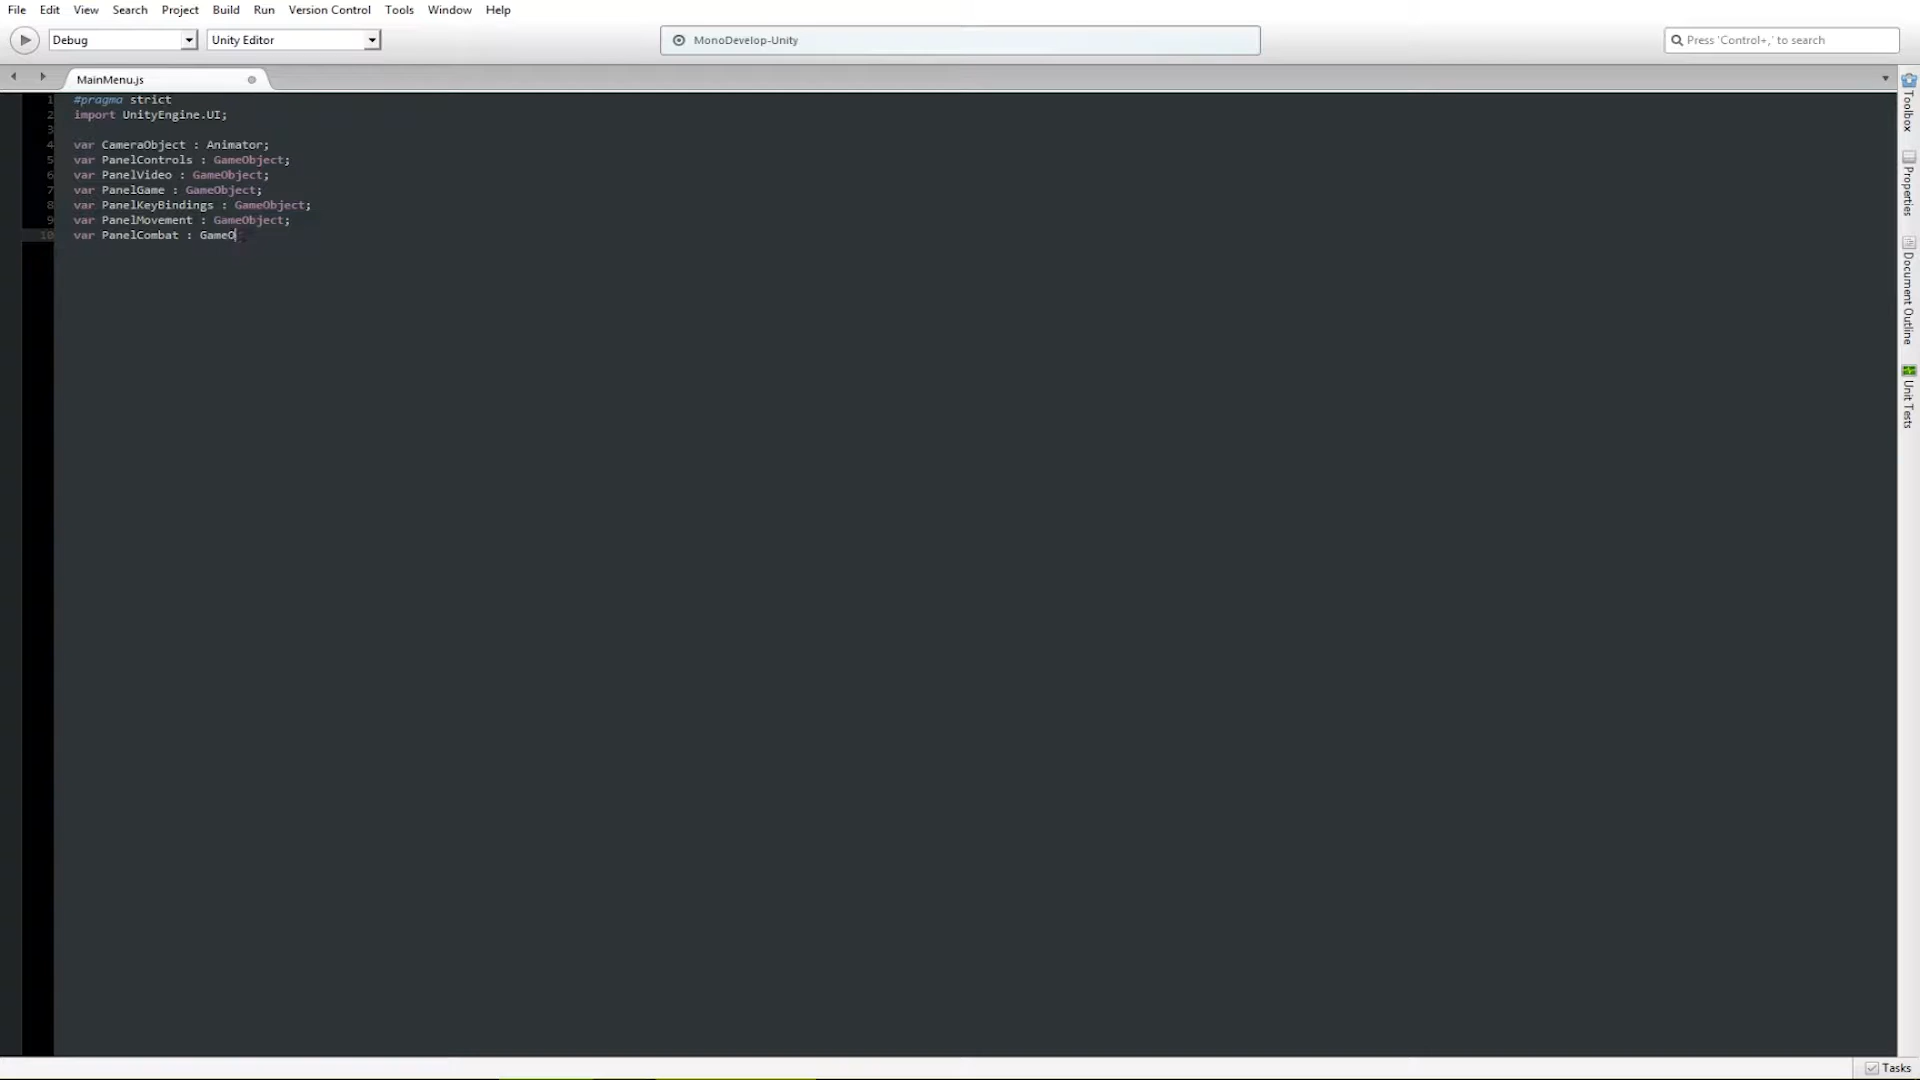 File Edit View Search Project Build Run Version Control Tools Window Help
Debug Unity Editor MonoDevelop-Unity Press 'Control+,' to search
MainMenu.js
1 #pragma strict
2 import UnityEngine.UI;
3
4 var CameraObject : Animator;
5 var PanelControls : GameObject;
6 var PanelVideo : GameObject;
7 var PanelGame : GameObject;
8 var PanelKeyBindings : GameObject;
9 var PanelMovement : GameObject;
10 var PanelCombat : GameO
Toolbox
Properties
Document Outline
Unit Tests
Tasks